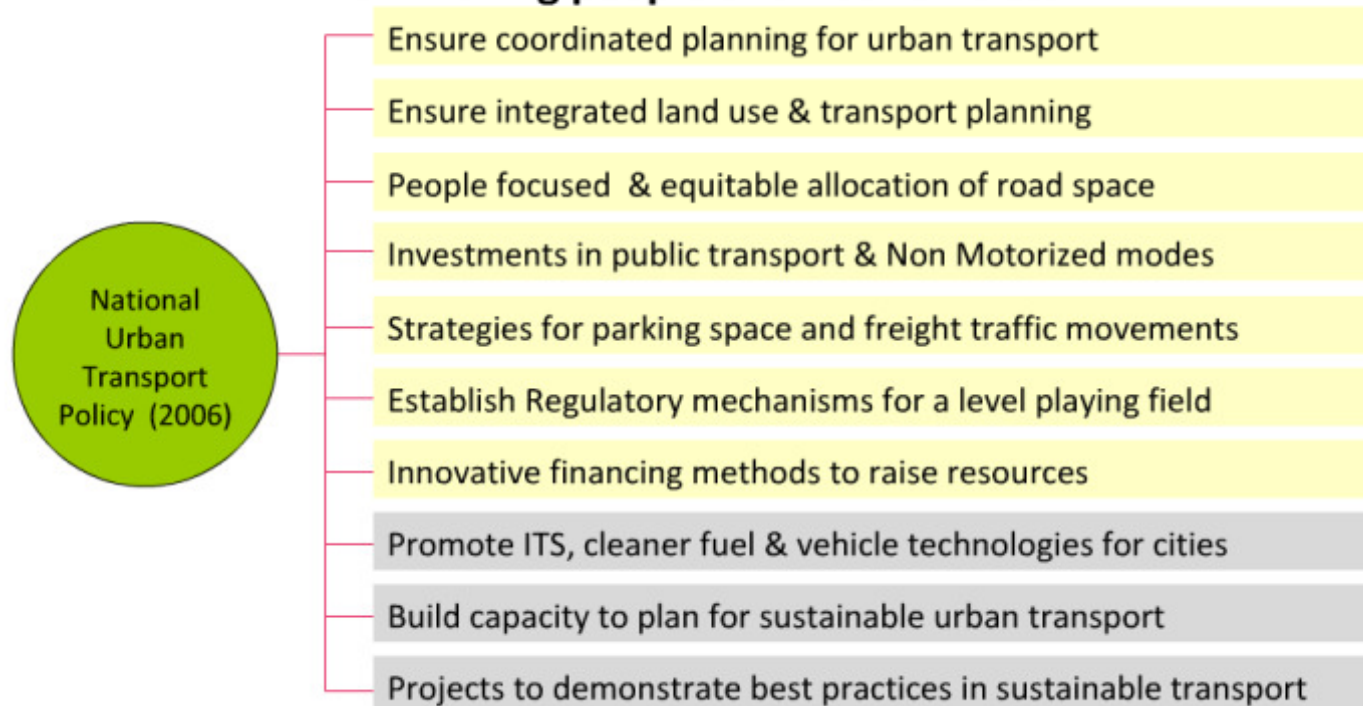 Ensure coordinated planning for urban transport
Ensure integrated land use & transport planning
People focused & equitable allocation of road space
Investments in public transport & Non Motorized modes
Strategies for parking space and freight traffic movements
Establish Regulatory mechanisms for a level playing field
Innovative financing methods to raise resources
Promote ITS, cleaner fuel & vehicle technologies for cities
Build capacity to plan for sustainable urban transport
Projects to demonstrate best practices in sustainable transport
National
Urban
Transport
Policy (2006)